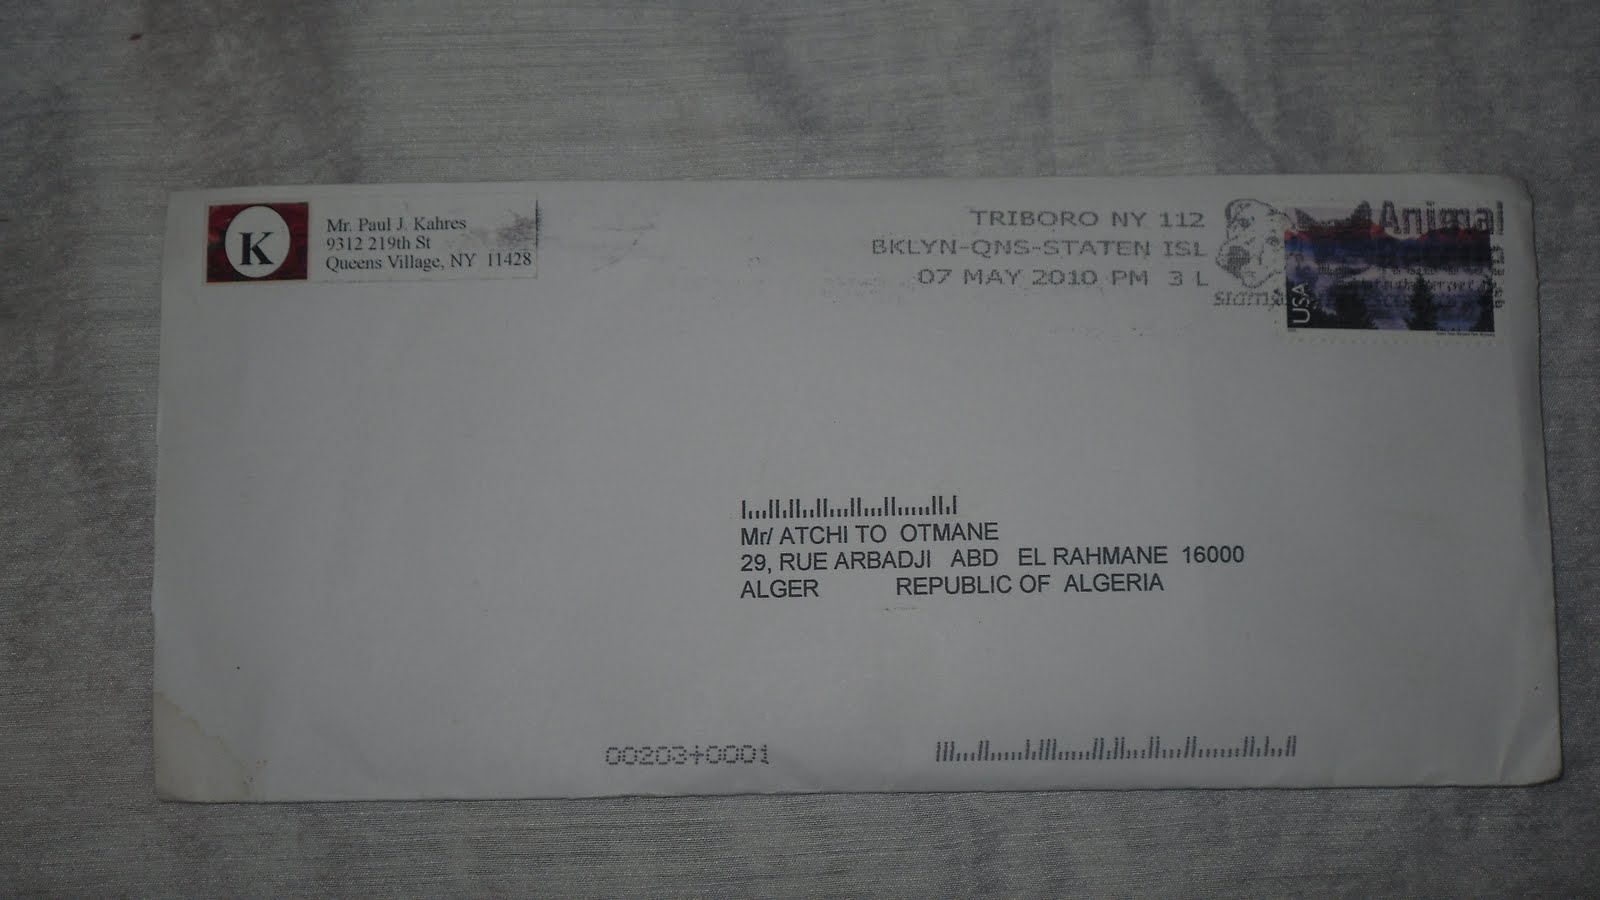 K
Mr. Paul J. Kahres
9312 219th St
Queens Village, NY 11428
TRIBORO NY 112
BKLYN-QNS-STATEN ISL
07 MAY 2010 PM 3 L
Animal
USA
Mr/ ATCHI TO OTMANE
29, RUE ARBADJI ABD EL RAHMANE 16000
ALGER REPUBLIC OF ALGERIA
00203+0001